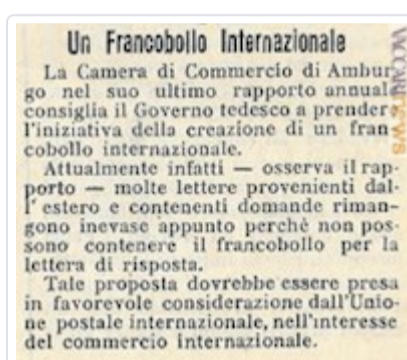 Un Francobollo Internazionale
La Camera di Commercio di Ambur-
go nel suo ultimo rapporto annuale
consiglia il Governo tedesco a prendere
l'iniziativa della creazione di un fran-
cobollo internazionale.
Attualmente infatti — osserva il rap-
porto — molte lettere provenienti dal-
l'estero e contenenti domande riman-
gono inevase appunto perchè non pos-
sono contenere il francobollo per la
lettera di risposta.
Tale proposta dovrebbe essere presa
in favorevole considerazione dall'Unio-
ne postale internazionale, nell'interesse
del commercio internazionale.
VACCARI news